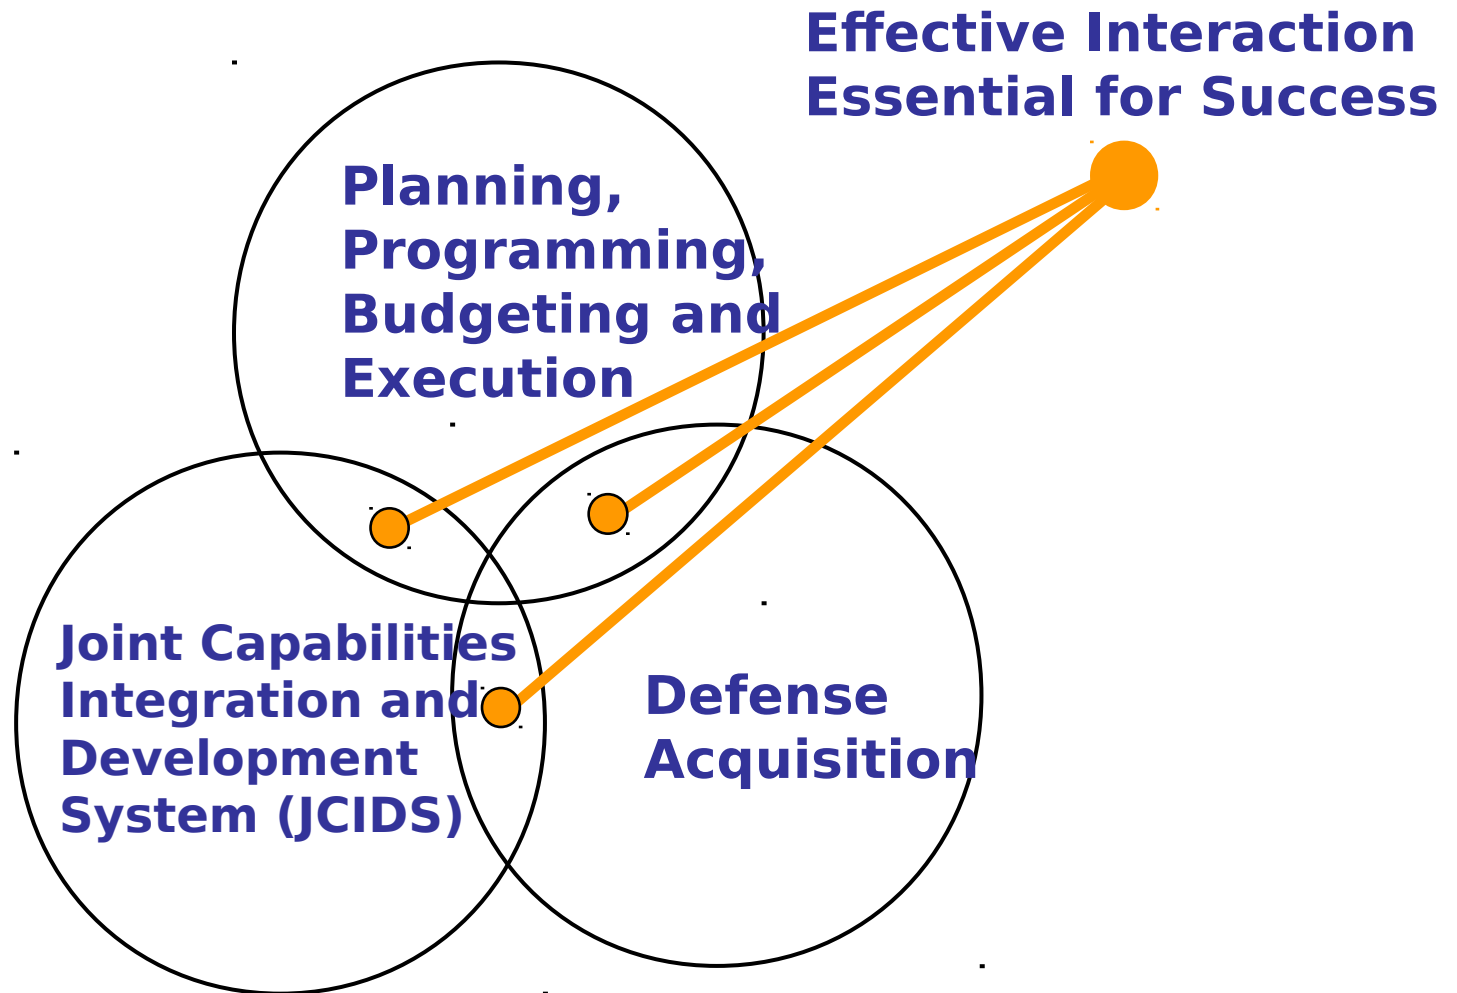 Effective Interaction
Essential for Success
Planning,
Programming,
Budgeting and
Execution
Joint Capabilities
Integration and
Development
System (JCIDS)
Defense
Acquisition